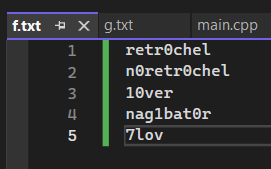 f.txt g.txt main.cpp
1 retr0chel
2 n0retr0chel
3 10ver
4 nag1bat0r
5 7lov